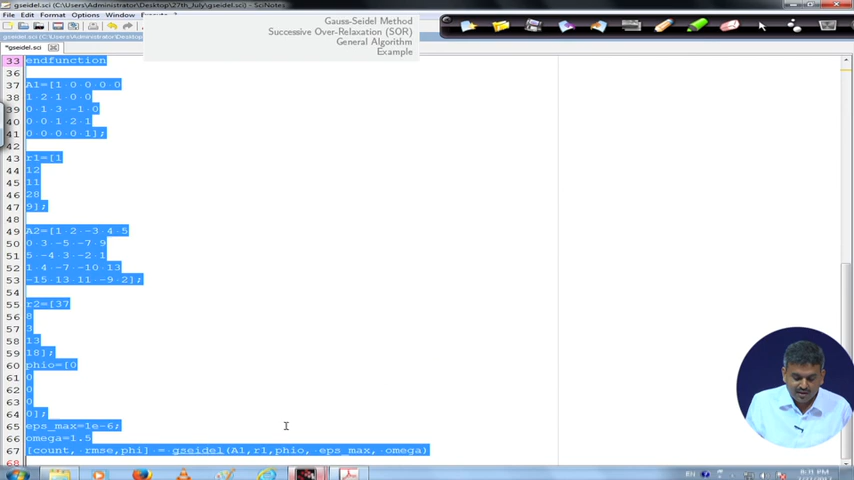 gseidel.sci (C:\Users\Administrator\Desktop\27th_July\gseidel.sci) - SciNotes
File Edit Format Options Window Execute ?
Gauss-Seidel Method
Successive Over-Relaxation (SOR)
General Algorithm
Example
*gseidel.sci
33 endfunction
36
37 A1=[1 0 0 0 0
38 1 2 1 0 0
39 0 1 3 -1 0
40 0 0 1 2 1
41 0 0 0 0 1];
42
43 r1=[1
44 12
45 11
46 28
47 9];
48
49 A2=[1 2 -3 4 5
50 0 3 -5 -7 9
51 5 -4 3 -2 1
52 1 4 -7 -10 13
53 -15 13 11 -9 2];
54
55 r2=[37
56 8
57 3
58 13
59 18];
60 phio=[0
61 0
62 0
63 0
64 0];
65 eps_max=1e-6;
66 omega=1.5
67 [count, rmse,phi] = gseidel(A1,r1,phio, eps_max, omega)
68
EN